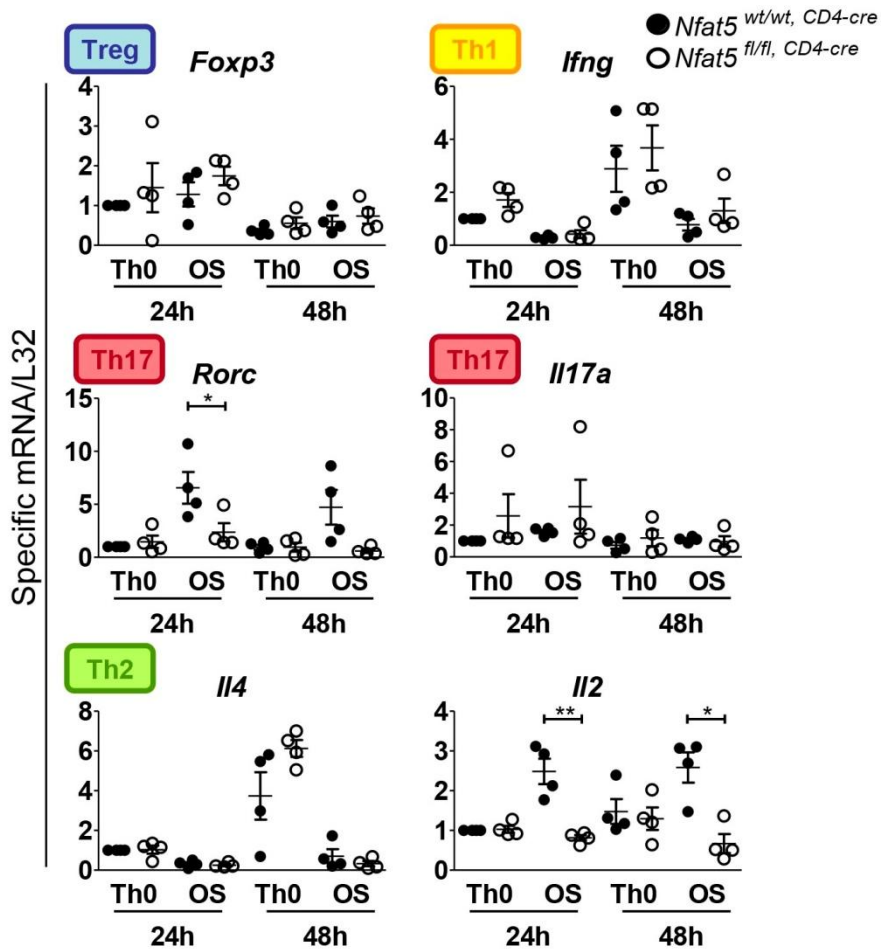 Nfat5 wt/wt, CD4-cre
Nfat5 fl/fl, CD4-cre
Specific mRNA/L32
Treg
Foxp3
4
3
2
1
0
Th0 OS Th0 OS
24h 48h
Th1
Ifng
6
4
2
0
Th0 OS Th0 OS
24h 48h
Th17
Rorc
15
10
5
0
*
Th0 OS Th0 OS
24h 48h
Th17
Il17a
10
8
6
4
2
0
Th0 OS Th0 OS
24h 48h
Th2
Il4
8
6
4
2
0
Th0 OS Th0 OS
24h 48h
Il2
4
3
2
1
0
** *
Th0 OS Th0 OS
24h 48h